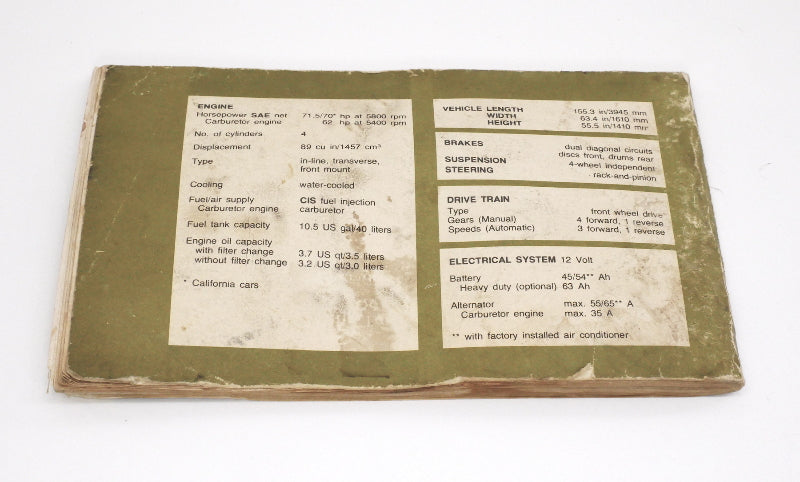 ENGINE
Horsepower SAE net 71.5/70* hp at 5800 rpm
Carburetor engine 62 hp at 5400 rpm
No. of cylinders 4
Displacement 89 cu in/1457 cm³
Type in-line, transverse,
front mount
Cooling water-cooled
Fuel/air supply CIS fuel injection
Carburetor engine carburetor
Fuel tank capacity 10.5 US gal/40 liters
Engine oil capacity
with filter change 3.7 US qt/3.5 liters
without filter change 3.2 US qt/3.0 liters
* California cars
VEHICLE LENGTH 155.3 in/3945 mm
WIDTH 63.4 in/1610 mm
HEIGHT 55.5 in/1410 mm
BRAKES dual diagonal circuits
discs front, drums rear
SUSPENSION 4-wheel independent
STEERING rack-and-pinion
DRIVE TRAIN
Type front wheel drive
Gears (Manual) 4 forward, 1 reverse
Speeds (Automatic) 3 forward, 1 reverse
ELECTRICAL SYSTEM 12 Volt
Battery 45/54** Ah
Heavy duty (optional) 63 Ah
Alternator max. 55/65** A
Carburetor engine max. 35 A
** with factory installed air conditioner